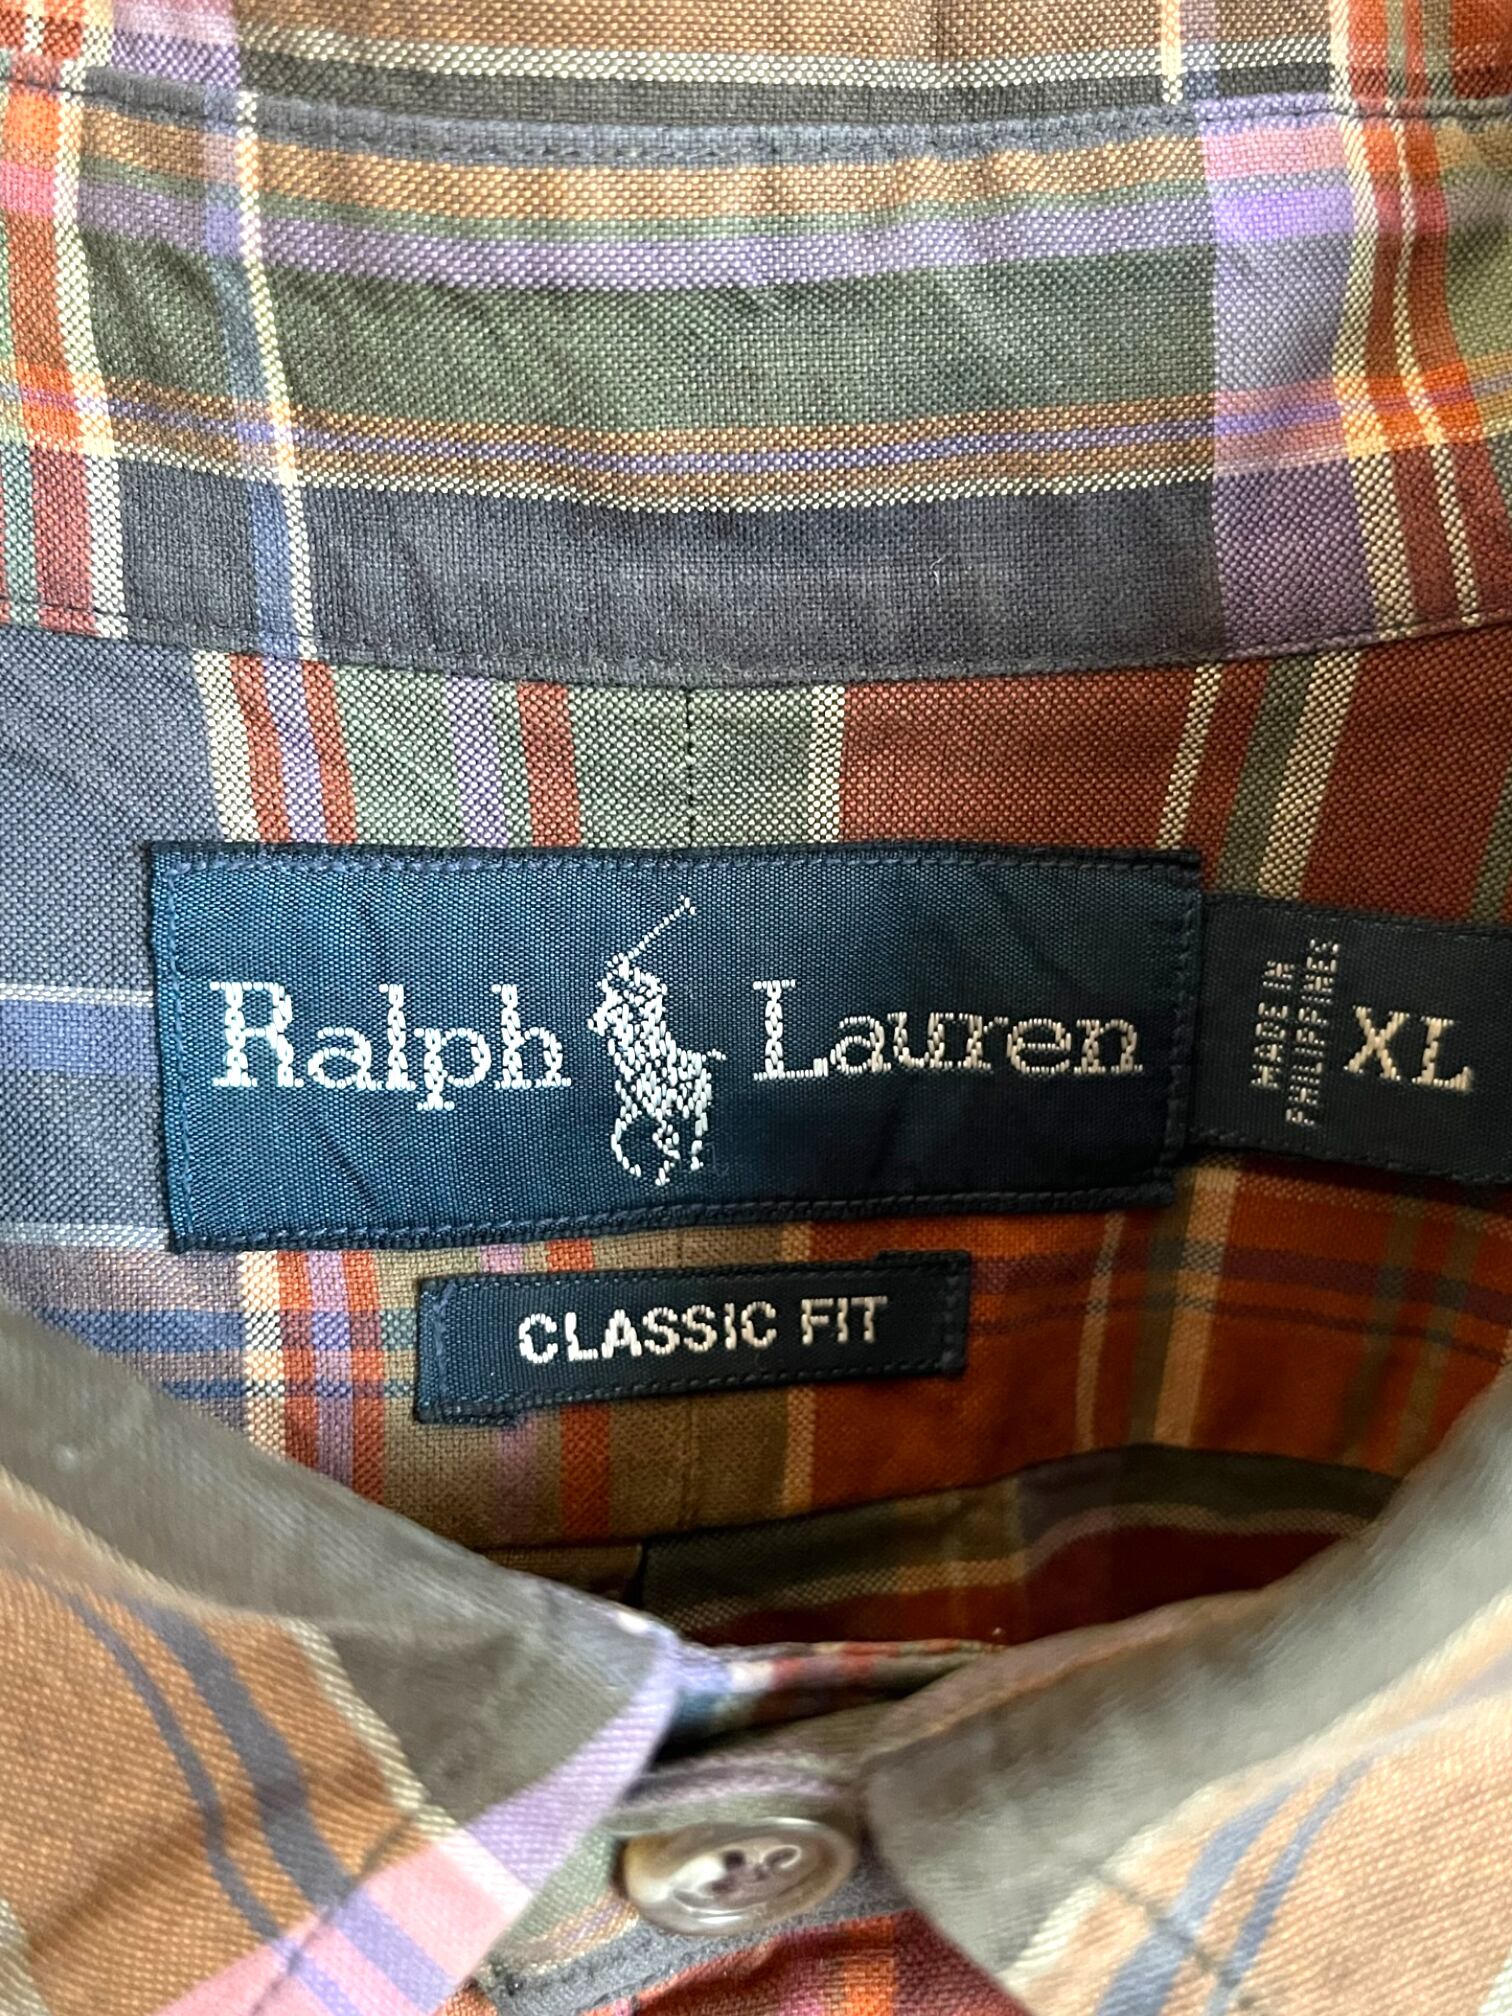 Ralph Lauren
MADE IN
PHILIPPINES
XL
CLASSIC FIT